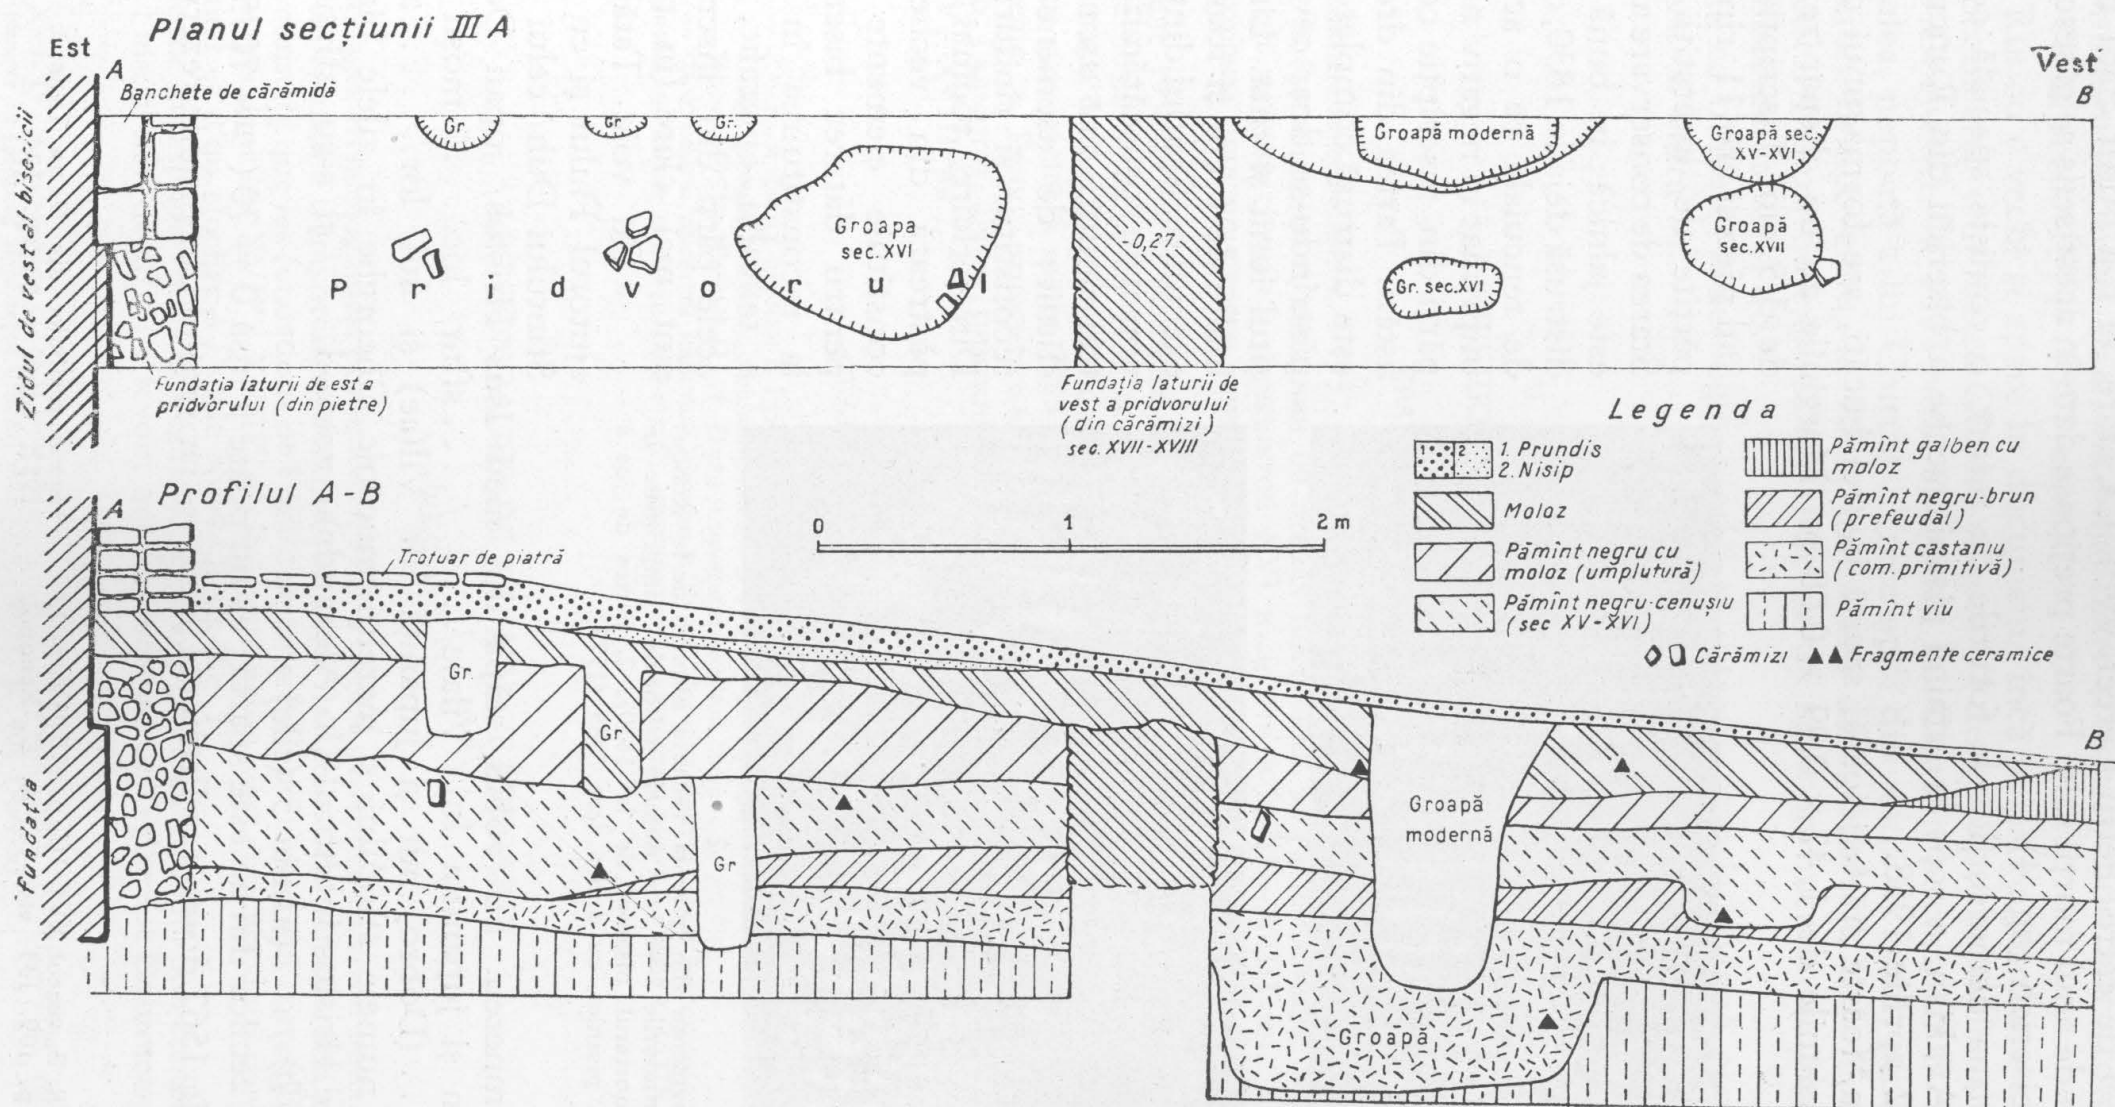 Planul secțiunii III A
Est
Vest
A
B
Banchete de cărămidă
Zidul de vest al bisericii
Gr.
Gr.
Gr.
Groapă modernă
Groapă sec.
XV-XVI
Groapa
sec. XVI
-0,27
Groapă
sec. XVII
Gr. sec. XVI
Pridvorul
Fundația laturii de est a
pridvorului (din pietre)
Fundația laturii de
vest a pridvorului
(din cărămizi)
sec. XVII-XVIII
Legenda
1 2 1. Prundis
2. Nisip
Moloz
Pămînt negru cu
moloz (umplutură)
Pămînt negru-cenușiu
(sec XV-XVI)
Pămînt galben cu
moloz
Pămînt negru-brun
(prefeudal)
Pămînt castaniu
(com. primitivă)
Pămînt viu
Cărămizi
Fragmente ceramice
Profilul A-B
A
0 1 2 m
Trotuar de piatră
Gr.
Gr
Gr
Groapă
modernă
B
Fundația
Groapă